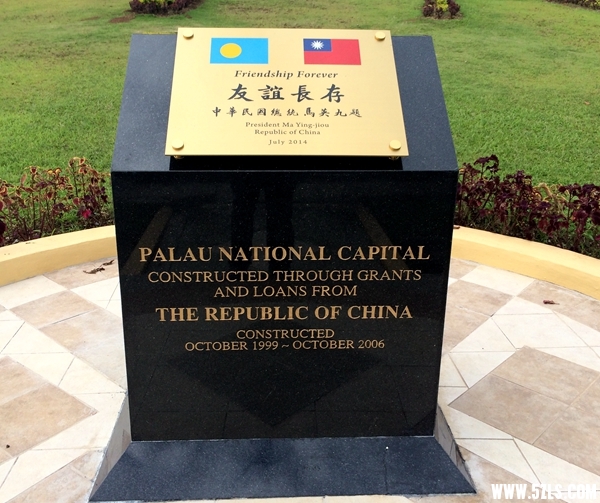 Friendship Forever
友誼長存
中華民國總統馬英九題
President Ma Ying-jiou
Republic of China
July 2014
PALAU NATIONAL CAPITAL
CONSTRUCTED THROUGH GRANTS
AND LOANS FROM
THE REPUBLIC OF CHINA
CONSTRUCTED
OCTOBER 1999 ~ OCTOBER 2006
WWW.51LS.COM